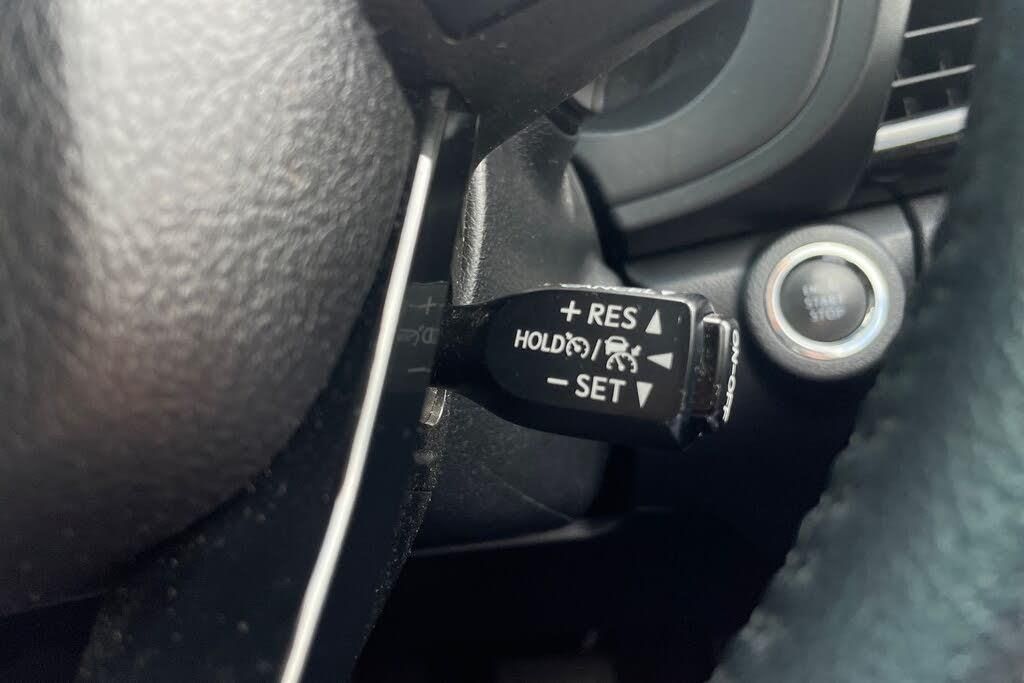 + RES ▲
HOLD / ◀
− SET ▼
ON-OFF
START
STOP